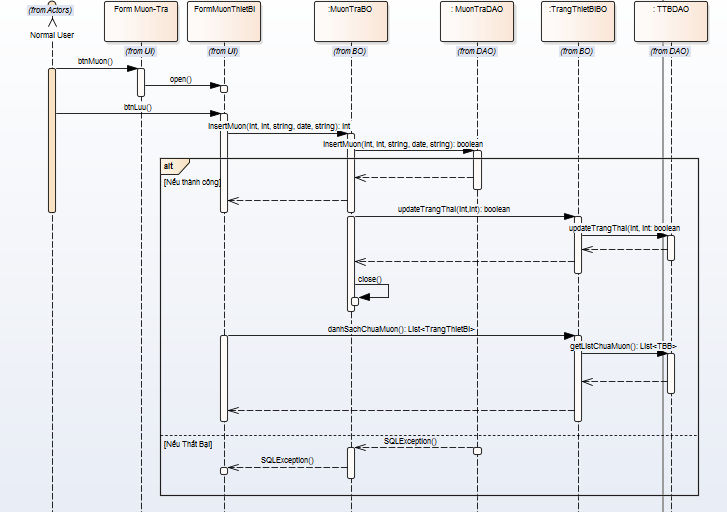 (from Actors)
Normal User
Form Muon-Tra
(from UI)
FormMuonThietBi
(from UI)
:MuonTraBO
(from BO)
: MuonTraDAO
(from DAO)
:TrangThietBiBO
(from BO)
: TTBDAO
(from DAO)
btnMuon()
open()
btnLuu()
insertMuon(int, int, string, date, string): int
insertMuon(int, int, string, date, string): boolean
alt
[Nếu thành công]
updateTrangThai(int,int): boolean
updateTrangThai(int, int: boolean
close()
danhSachChuaMuon(): List<TrangThietBi>
getListChuaMuon(): List<TBB>
[Nếu Thất Bại]
SQLException()
SQLException()